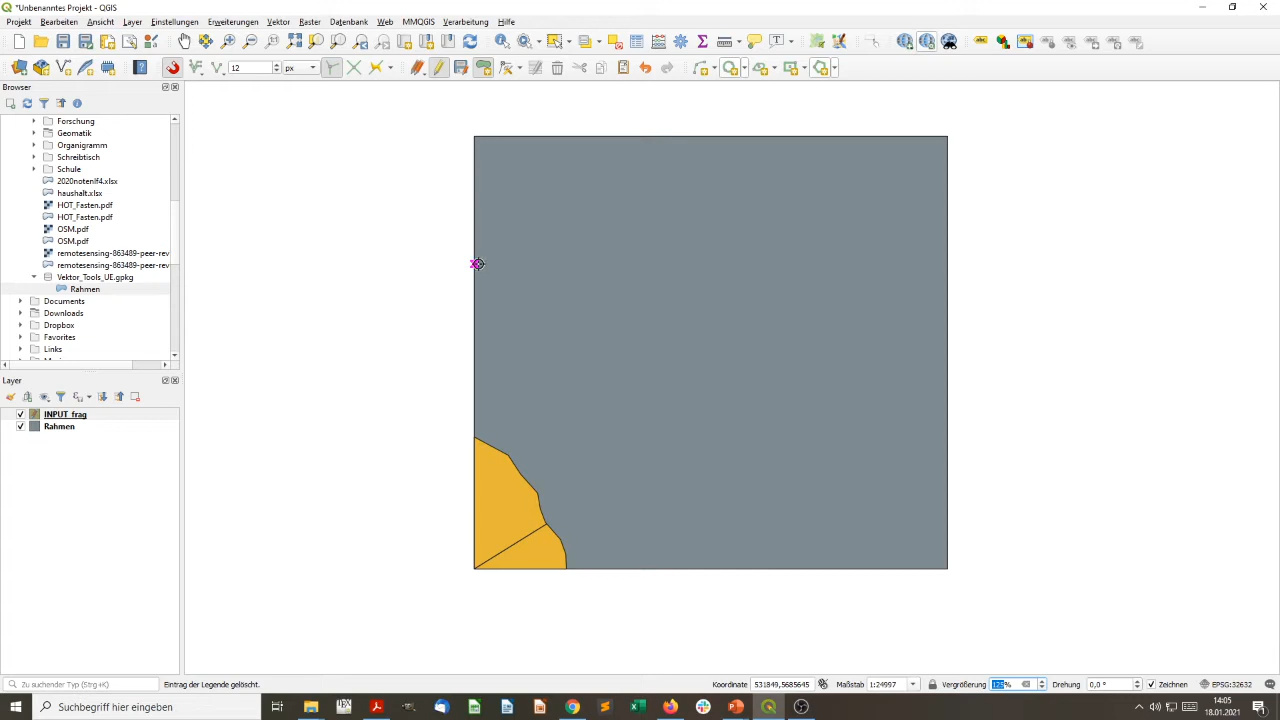 *Unbenanntes Projekt - QGIS
Projekt Bearbeiten Ansicht Layer Einstellungen Erweiterungen Vektor Raster Datenbank Web MMQGIS Verarbeitung Hilfe
12 px
Browser
Forschung
Geomatik
Organigramm
Schreibtisch
Schule
2020notenlf4.xlsx
haushalt.xlsx
HOT_Fasten.pdf
HOT_Fasten.pdf
OSM.pdf
OSM.pdf
remotesensing-863489-peer-rev
remotesensing-863489-peer-rev
Vektor_Tools_UE.gpkg
Rahmen
Documents
Downloads
Dropbox
Favorites
Links
Layer
INPUT_frag
Rahmen
Zu suchender Typ (Strg+K) Eintrag der Legende gelöscht. Koordinate 531849,5685645 Maßstab 1:24997 Vergrößerung 125% Drehung 0,0 ° Zeichnen EPSG:32632
Suchbegriff hier eingeben 14:05
18.01.2021